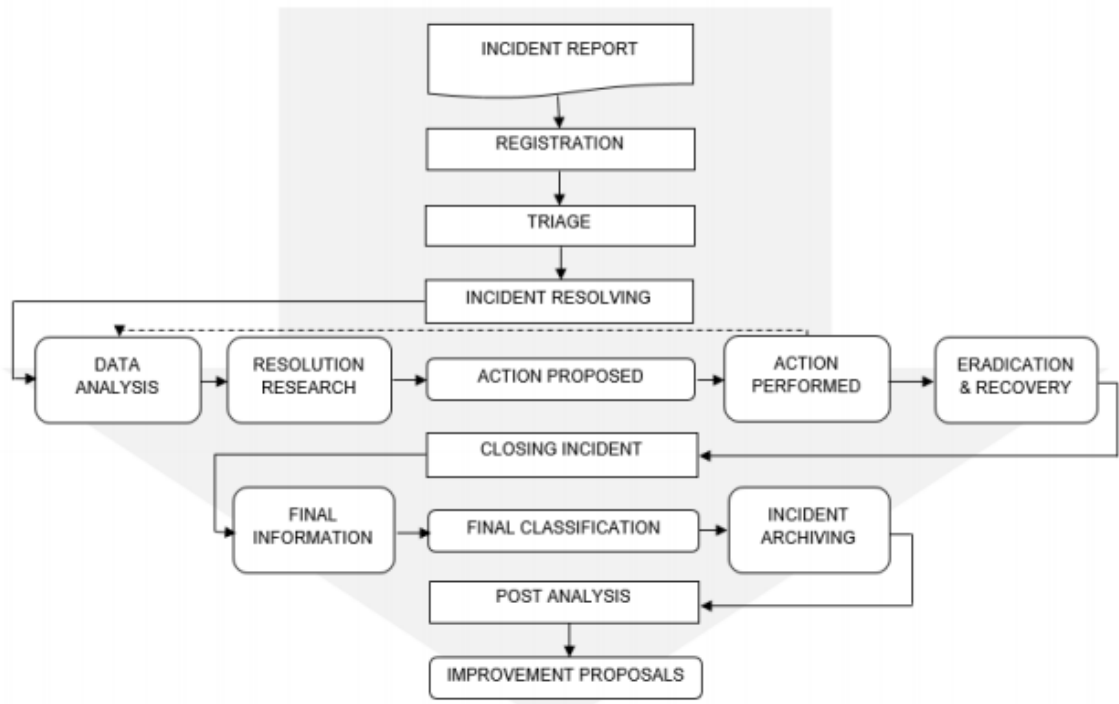 INCIDENT REPORT
REGISTRATION
TRIAGE
INCIDENT RESOLVING
DATA
ANALYSIS
RESOLUTION
RESEARCH
ACTION PROPOSED
ACTION
PERFORMED
ERADICATION
& RECOVERY
CLOSING INCIDENT
FINAL
INFORMATION
FINAL CLASSIFICATION
INCIDENT
ARCHIVING
POST ANALYSIS
IMPROVEMENT PROPOSALS